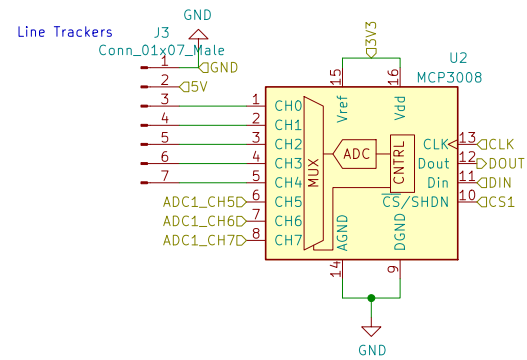 GND
Line Trackers
J3
Conn_01x07_Male
1
GND
2
5V
3
4
5
6
7
3V3
U2
MCP3008
15
16
Vref
Vdd
1
CH0
2
CH1
3
CH2
4
CH3
5
CH4
ADC1_CH5
6
CH5
ADC1_CH6
7
CH6
ADC1_CH7
8
CH7
MUX
ADC
CNTRL
CLK
13
CLK
Dout
12
DOUT
Din
11
DIN
CS/SHDN
10
CS1
AGND
DGND
14
9
GND